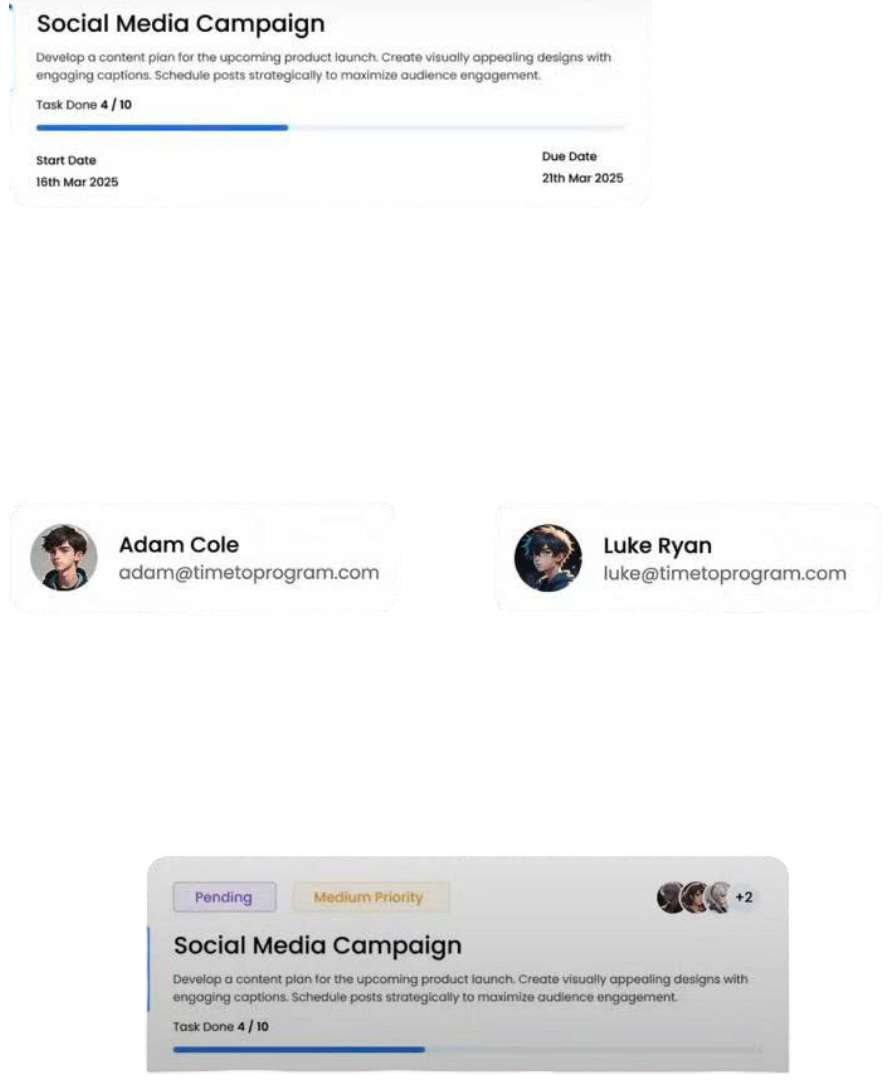 Social Media Campaign
Develop a content plan for the upcoming product launch. Create visually appealing designs with
engaging captions. Schedule posts strategically to maximize audience engagement.
Task Done 4 / 10
Start Date
16th Mar 2025
Due Date
21th Mar 2025
Adam Cole
adam@timetoprogram.com
Luke Ryan
luke@timetoprogram.com
Pending
Medium Priority
+2
Social Media Campaign
Develop a content plan for the upcoming product launch. Create visually appealing designs with
engaging captions. Schedule posts strategically to maximize audience engagement.
Task Done 4 / 10